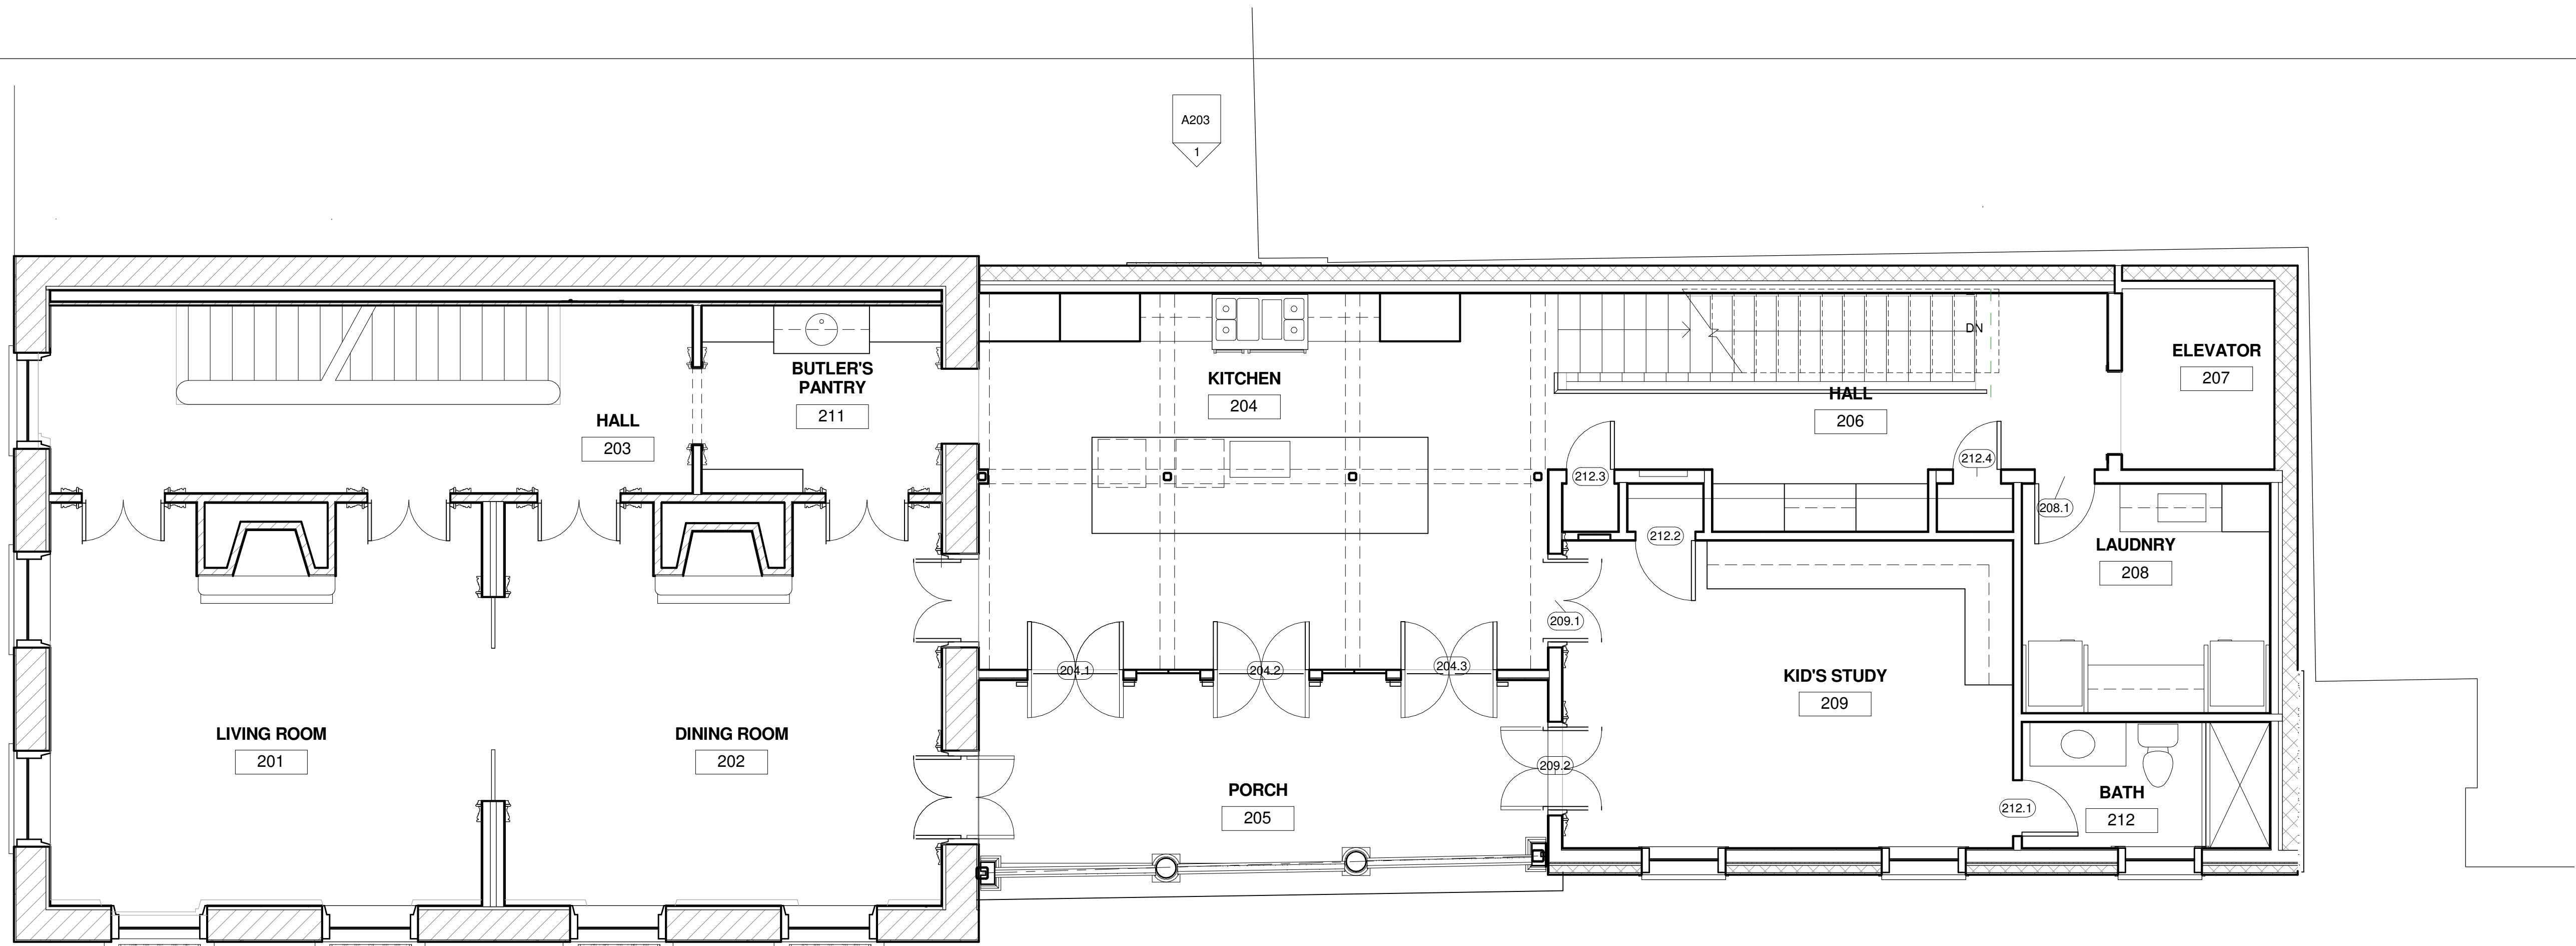 A203
1
DN
ELEVATOR
207
BUTLER'S
PANTRY
211
KITCHEN
204
HALL
206
HALL
203
212.4
212.3
208.1
212.2
LAUDNRY
208
209.1
204.1
204.2
204.3
KID'S STUDY
209
LIVING ROOM
201
DINING ROOM
202
209.2
PORCH
205
BATH
212
212.1